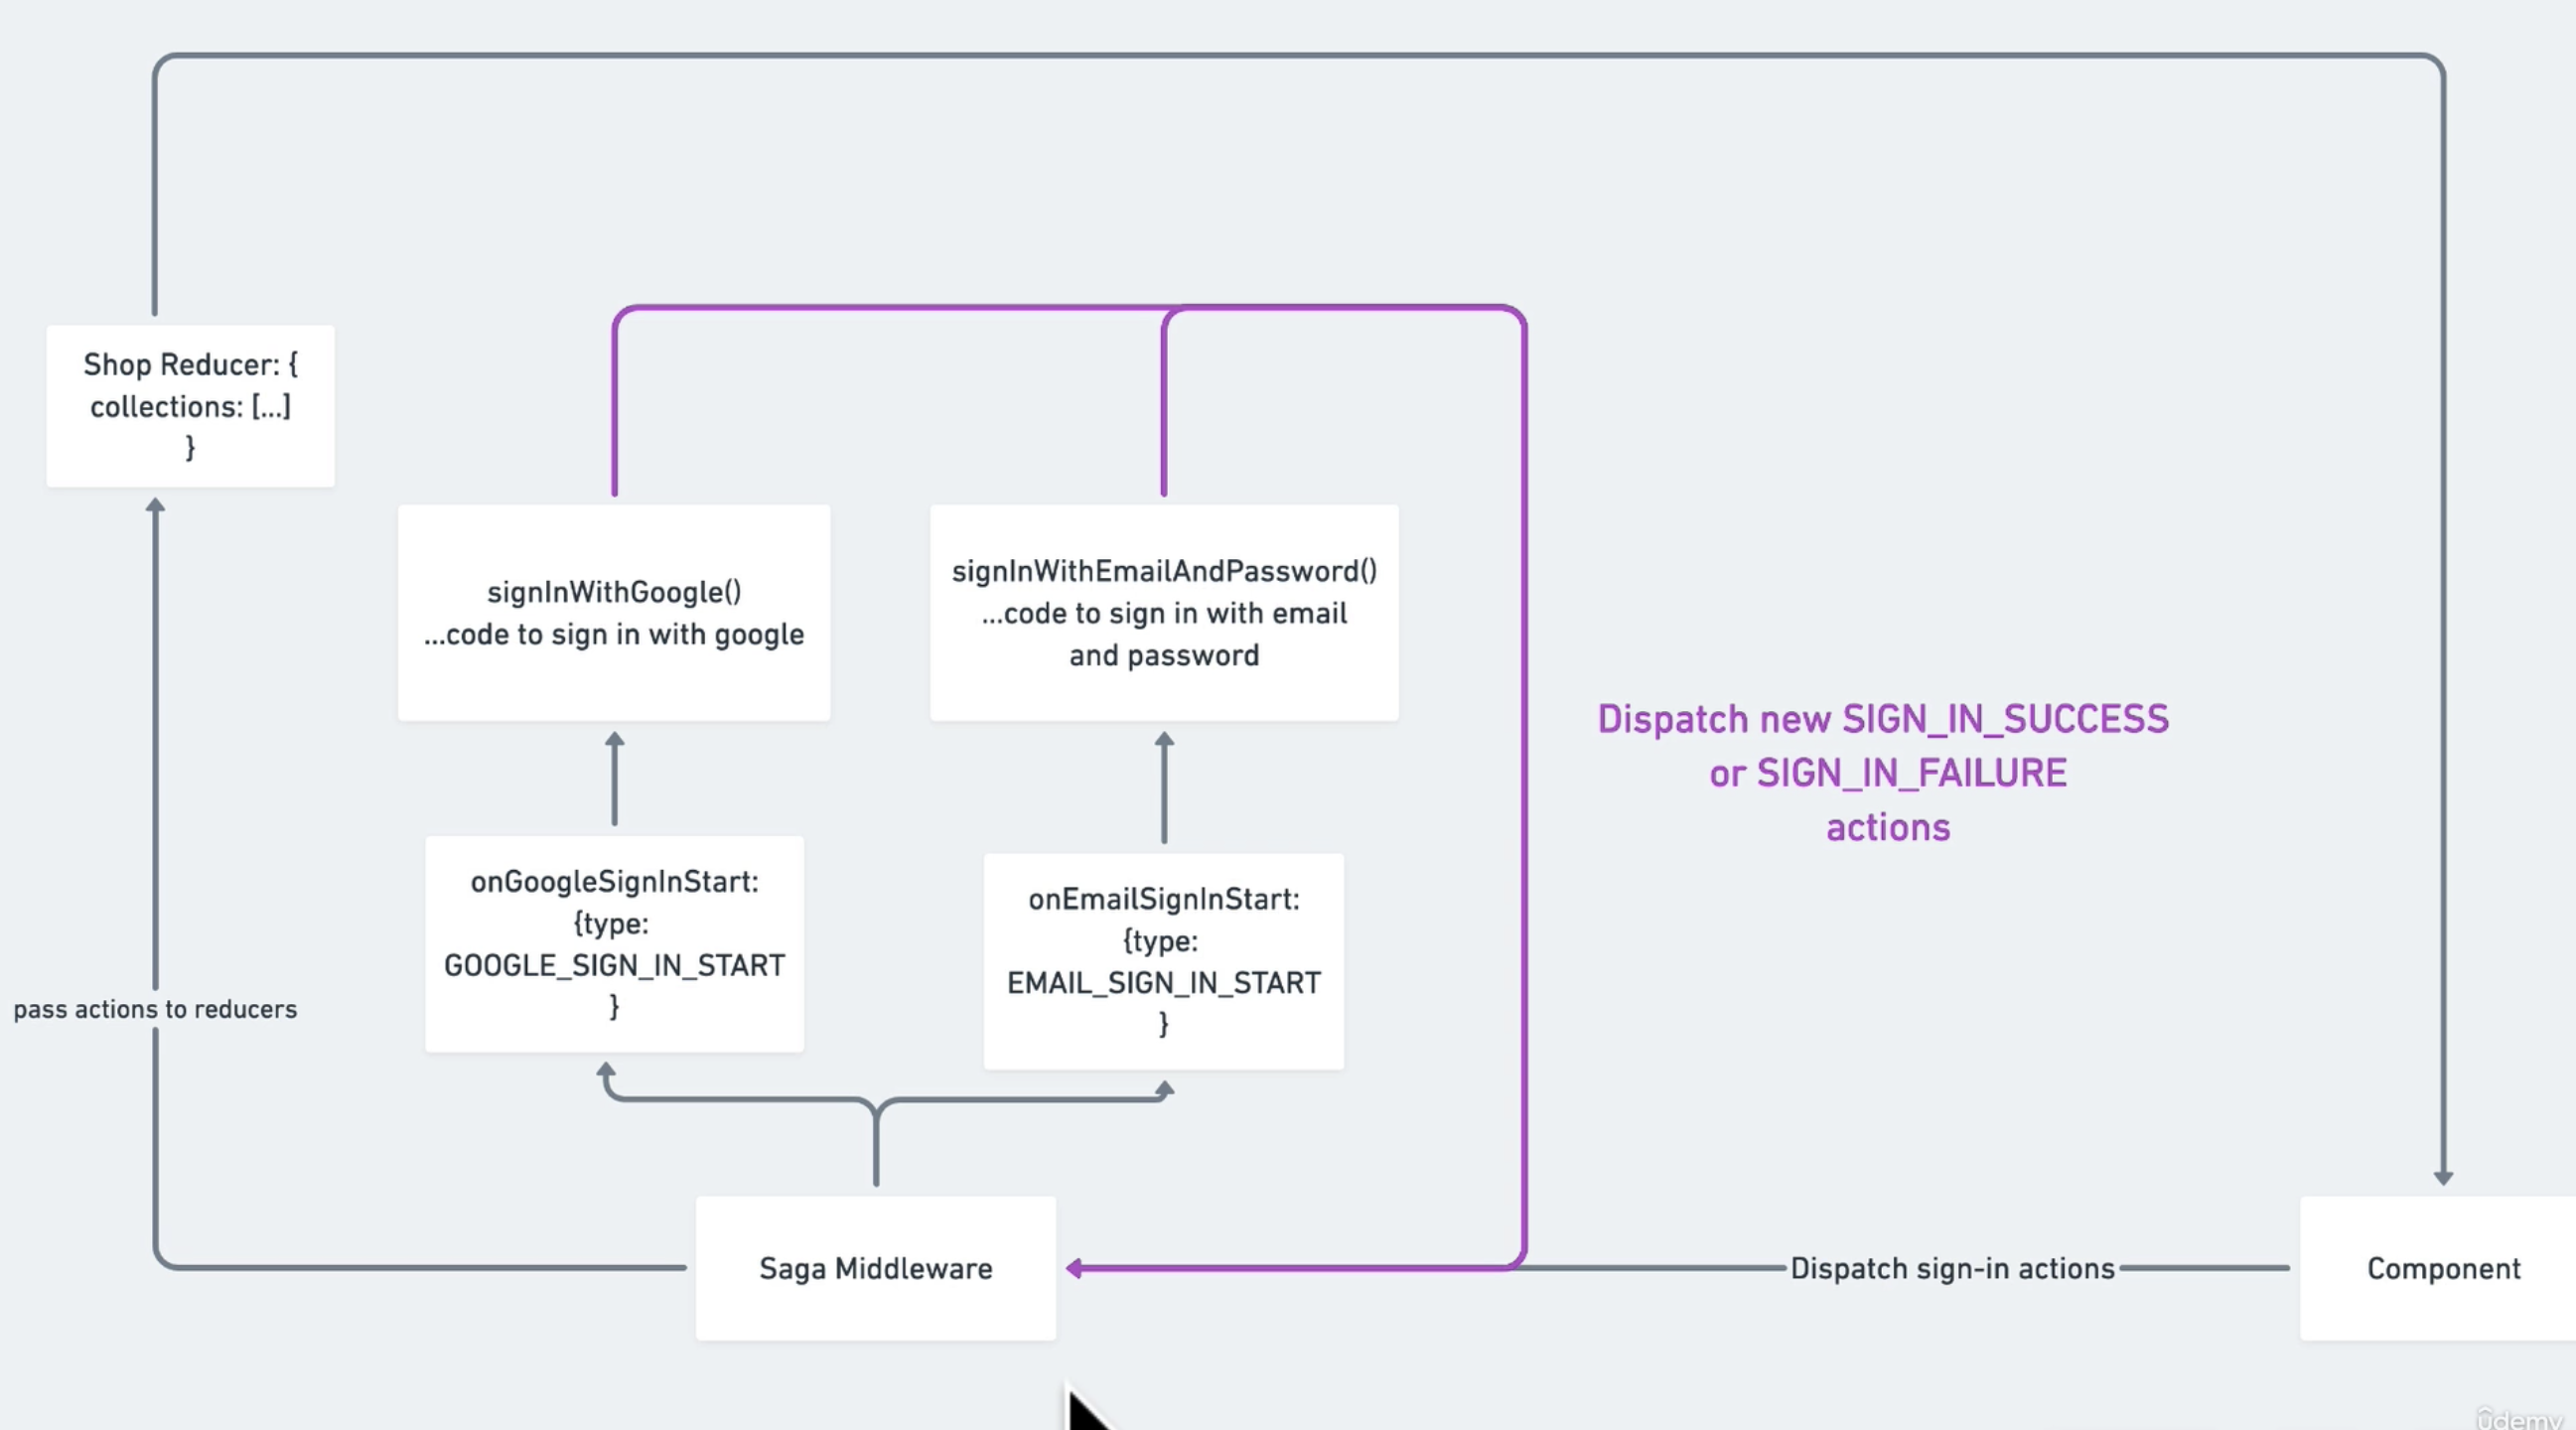 Shop Reducer: {
collections: [...]
}
signInWithGoogle()
...code to sign in with google
signInWithEmailAndPassword()
...code to sign in with email
and password
Dispatch new SIGN_IN_SUCCESS
or SIGN_IN_FAILURE
actions
onGoogleSignInStart:
{type:
GOOGLE_SIGN_IN_START
}
onEmailSignInStart:
{type:
EMAIL_SIGN_IN_START
}
pass actions to reducers
Saga Middleware
Dispatch sign-in actions
Component
udemy